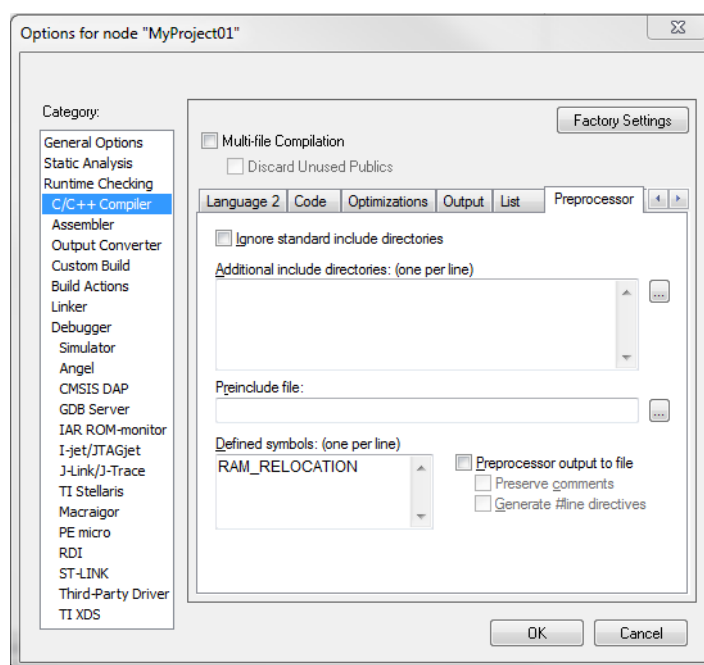 Options for node "MyProject01"
Category:
General Options
Static Analysis
Runtime Checking
C/C++ Compiler
Assembler
Output Converter
Custom Build
Build Actions
Linker
Debugger
Simulator
Angel
CMSIS DAP
GDB Server
IAR ROM-monitor
I-jet/JTAGjet
J-Link/J-Trace
TI Stellaris
Macraigor
PE micro
RDI
ST-LINK
Third-Party Driver
TI XDS
Factory Settings
Multi-file Compilation
Discard Unused Publics
Language 2 Code Optimizations Output List Preprocessor
Ignore standard include directories
Additional include directories: (one per line)
...
Preinclude file:
...
Defined symbols: (one per line)
RAM_RELOCATION
Preprocessor output to file
Preserve comments
Generate #line directives
OK Cancel